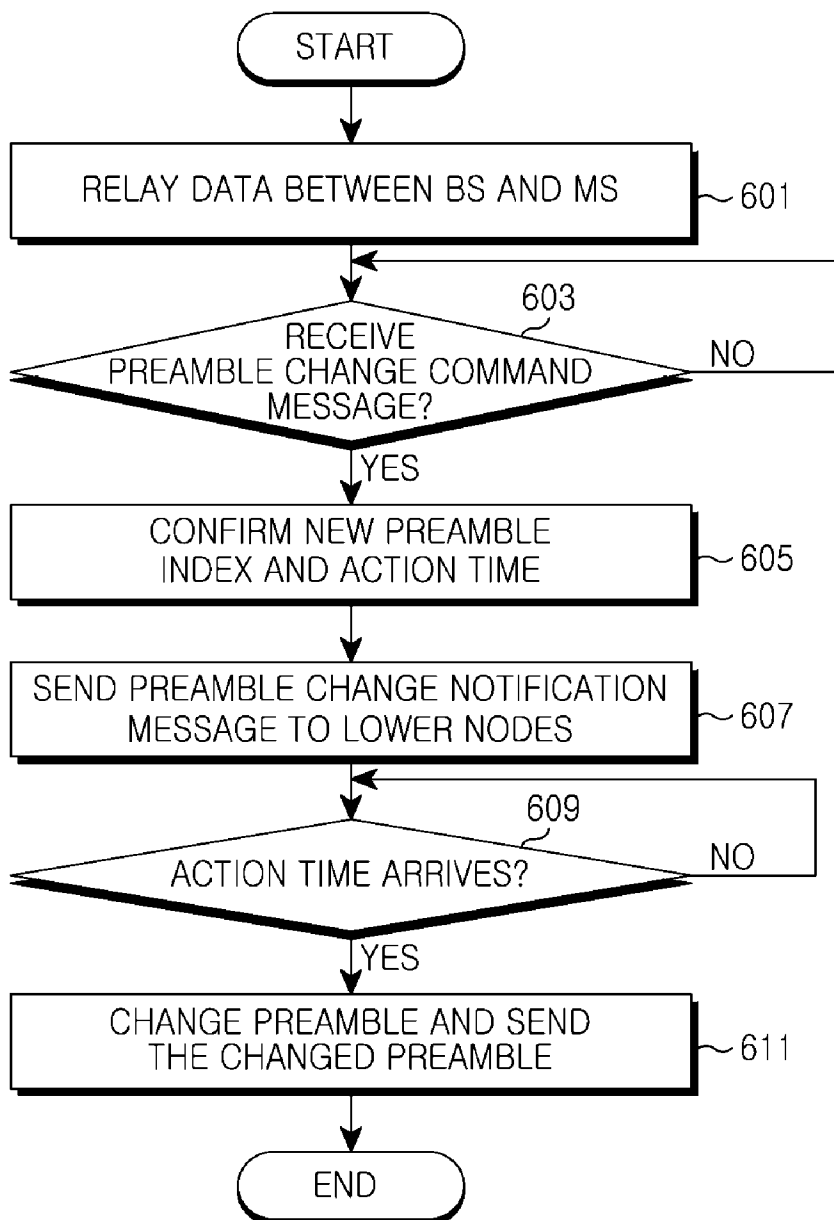 START
RELAY DATA BETWEEN BS AND MS
601
603
RECEIVE
PREAMBLE CHANGE COMMAND
MESSAGE?
NO
YES
CONFIRM NEW PREAMBLE
INDEX AND ACTION TIME
605
SEND PREAMBLE CHANGE NOTIFICATION
MESSAGE TO LOWER NODES
607
609
ACTION TIME ARRIVES?
NO
YES
CHANGE PREAMBLE AND SEND
THE CHANGED PREAMBLE
611
END